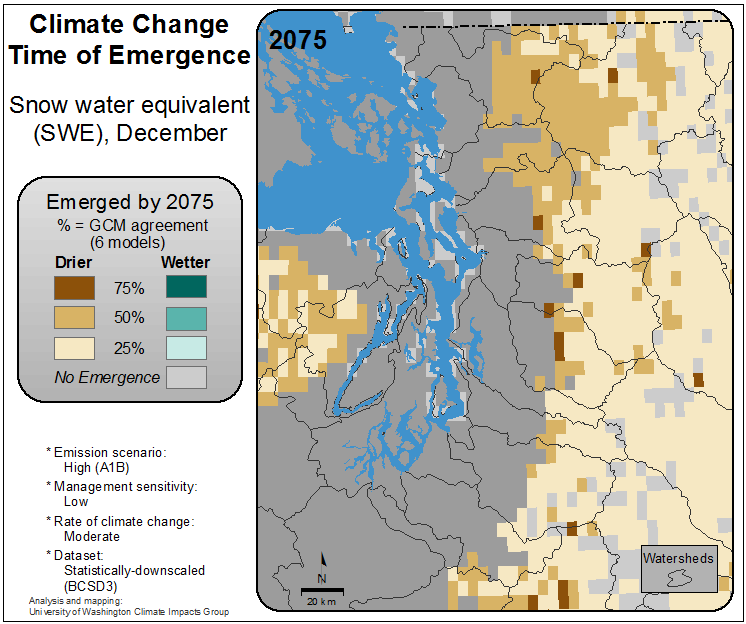 Climate Change
Time of Emergence
Snow water equivalent
(SWE), December
Emerged by 2075
% = GCM agreement
(6 models)
Drier Wetter
75%
50%
25%
No Emergence
* Emission scenario:
High (A1B)
* Management sensitivity:
Low
* Rate of climate change:
Moderate
* Dataset:
Statistically-downscaled
(BCSD3)
Analysis and mapping:
University of Washington Climate Impacts Group
2075
N
20 km
Watersheds